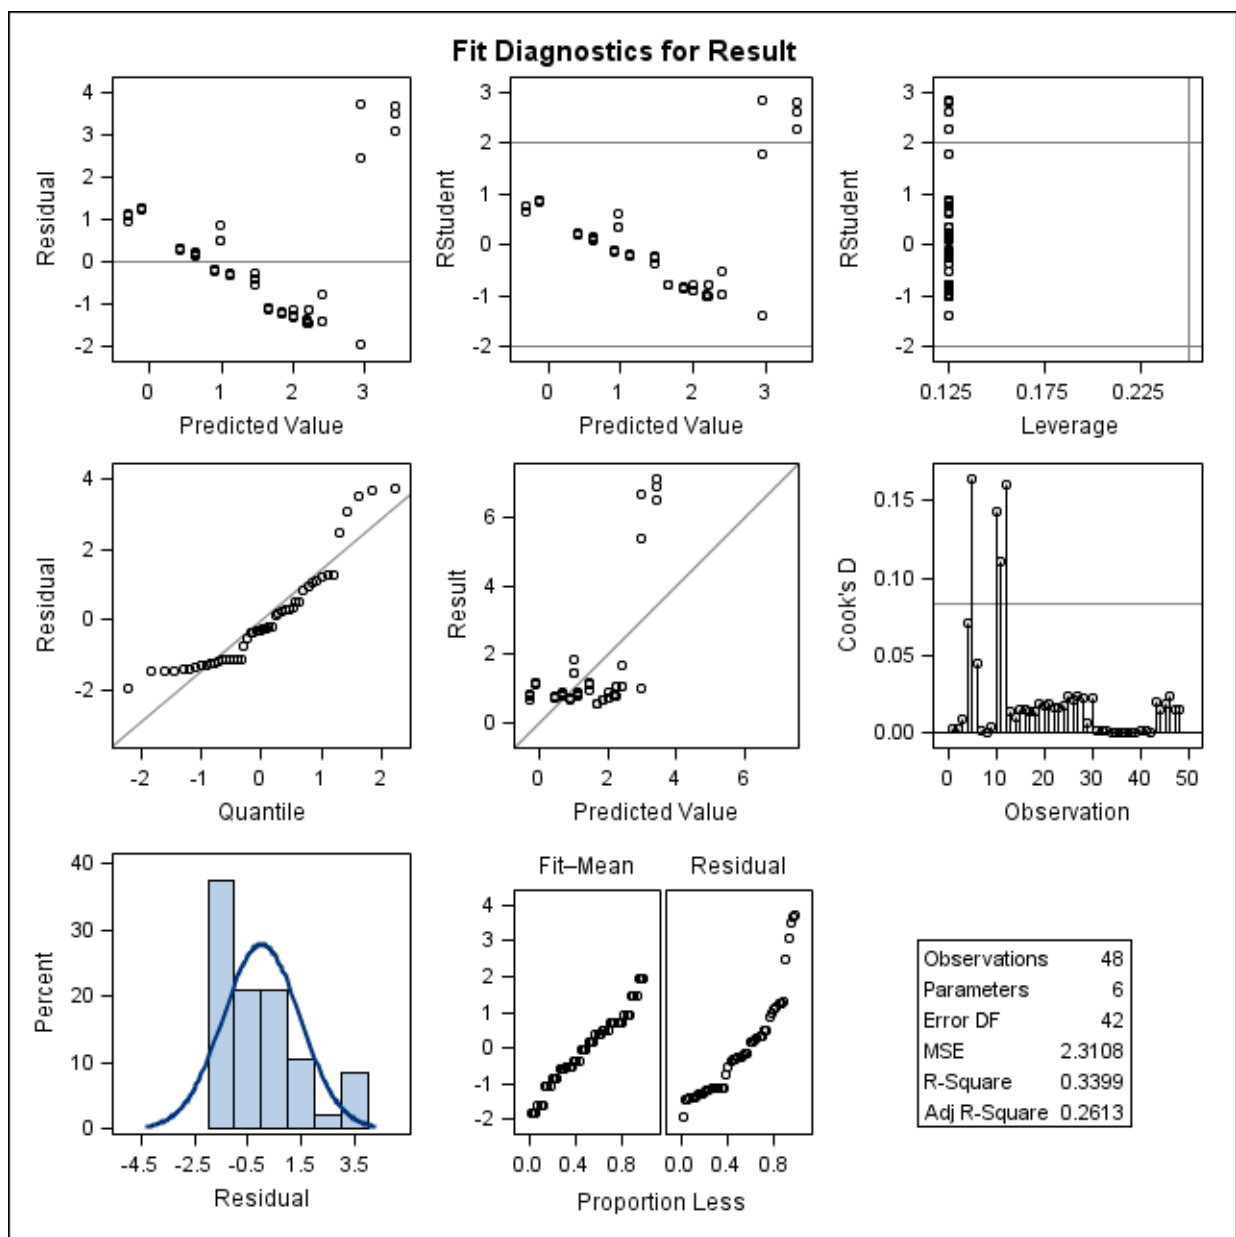 Fit Diagnostics for Result
4
3
2
1
0
-1
-2
Residual
0 1 2 3
Predicted Value
3
2
1
0
-1
-2
RStudent
0 1 2 3
Predicted Value
3
2
1
0
-1
-2
RStudent
0.125 0.175 0.225
Leverage
4
2
0
-2
Residual
-2 -1 0 1 2
Quantile
6
4
2
0
Result
0 2 4 6
Predicted Value
0.15
0.10
0.05
0.00
Cook's D
0 10 20 30 40 50
Observation
40
30
20
10
0
Percent
-4.5 -2.5 -0.5 1.5 3.5
Residual
Fit–Mean Residual
4
3
2
1
0
-1
-2
0.0 0.4 0.8 0.0 0.4 0.8
Proportion Less
Observations 48
Parameters 6
Error DF 42
MSE 2.3108
R-Square 0.3399
Adj R-Square 0.2613